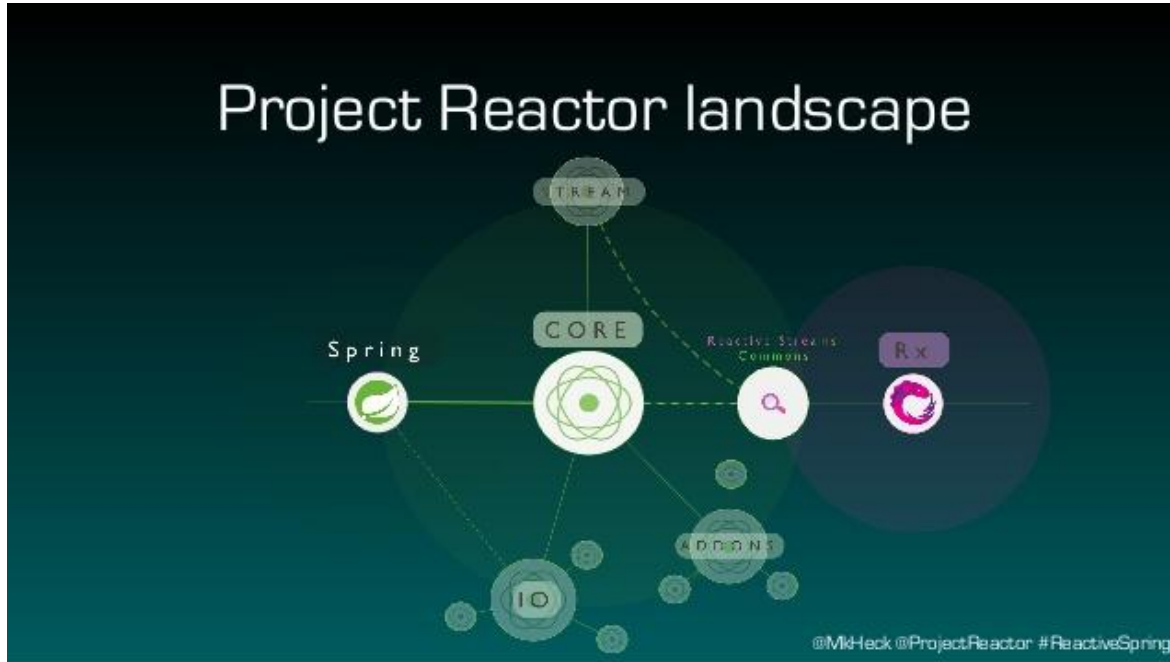 Project Reactor landscape
STREAM
CORE
Spring
Reactive Streams
Commons
Rx
ADDONS
IO
@MkHeck @ProjectReactor #ReactiveSpring